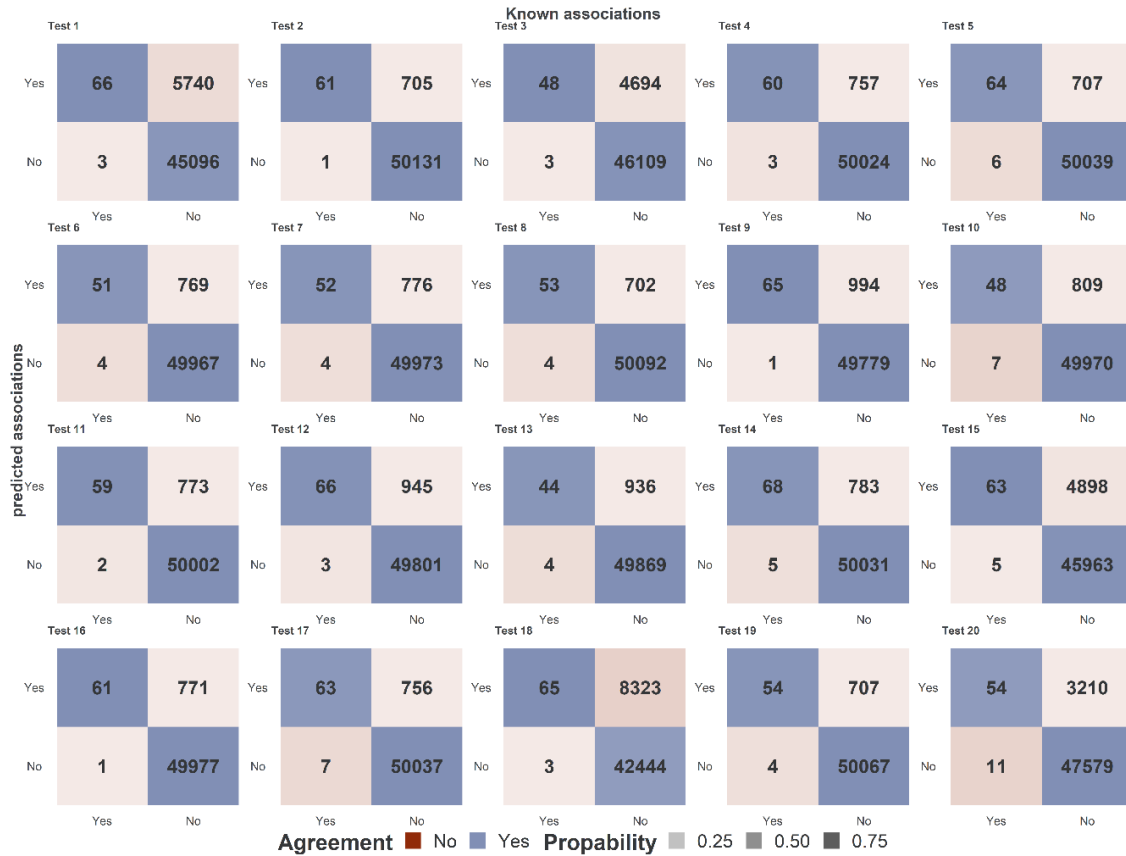 Known associations
Test 1 Test 2 Test 3 Test 4 Test 5
Yes 66 5740 Yes 61 705 Yes 48 4694 Yes 60 757 Yes 64 707
No 3 45096 No 1 50131 No 3 46109 No 3 50024 No 6 50039
Yes No Yes No Yes No Yes No Yes No
Test 6 Test 7 Test 8 Test 9 Test 10
Yes 51 769 Yes 52 776 Yes 53 702 Yes 65 994 Yes 48 809
No 4 49967 No 4 49973 No 4 50092 No 1 49779 No 7 49970
Yes No Yes No Yes No Yes No Yes No
predicted associations
Test 11 Test 12 Test 13 Test 14 Test 15
Yes 59 773 Yes 66 945 Yes 44 936 Yes 68 783 Yes 63 4898
No 2 50002 No 3 49801 No 4 49869 No 5 50031 No 5 45963
Yes No Yes No Yes No Yes No Yes No
Test 16 Test 17 Test 18 Test 19 Test 20
Yes 61 771 Yes 63 756 Yes 65 8323 Yes 54 707 Yes 54 3210
No 1 49977 No 7 50037 No 3 42444 No 4 50067 No 11 47579
Yes No Yes No Yes No Yes No Yes No
Agreement No Yes Propability 0.25 0.50 0.75